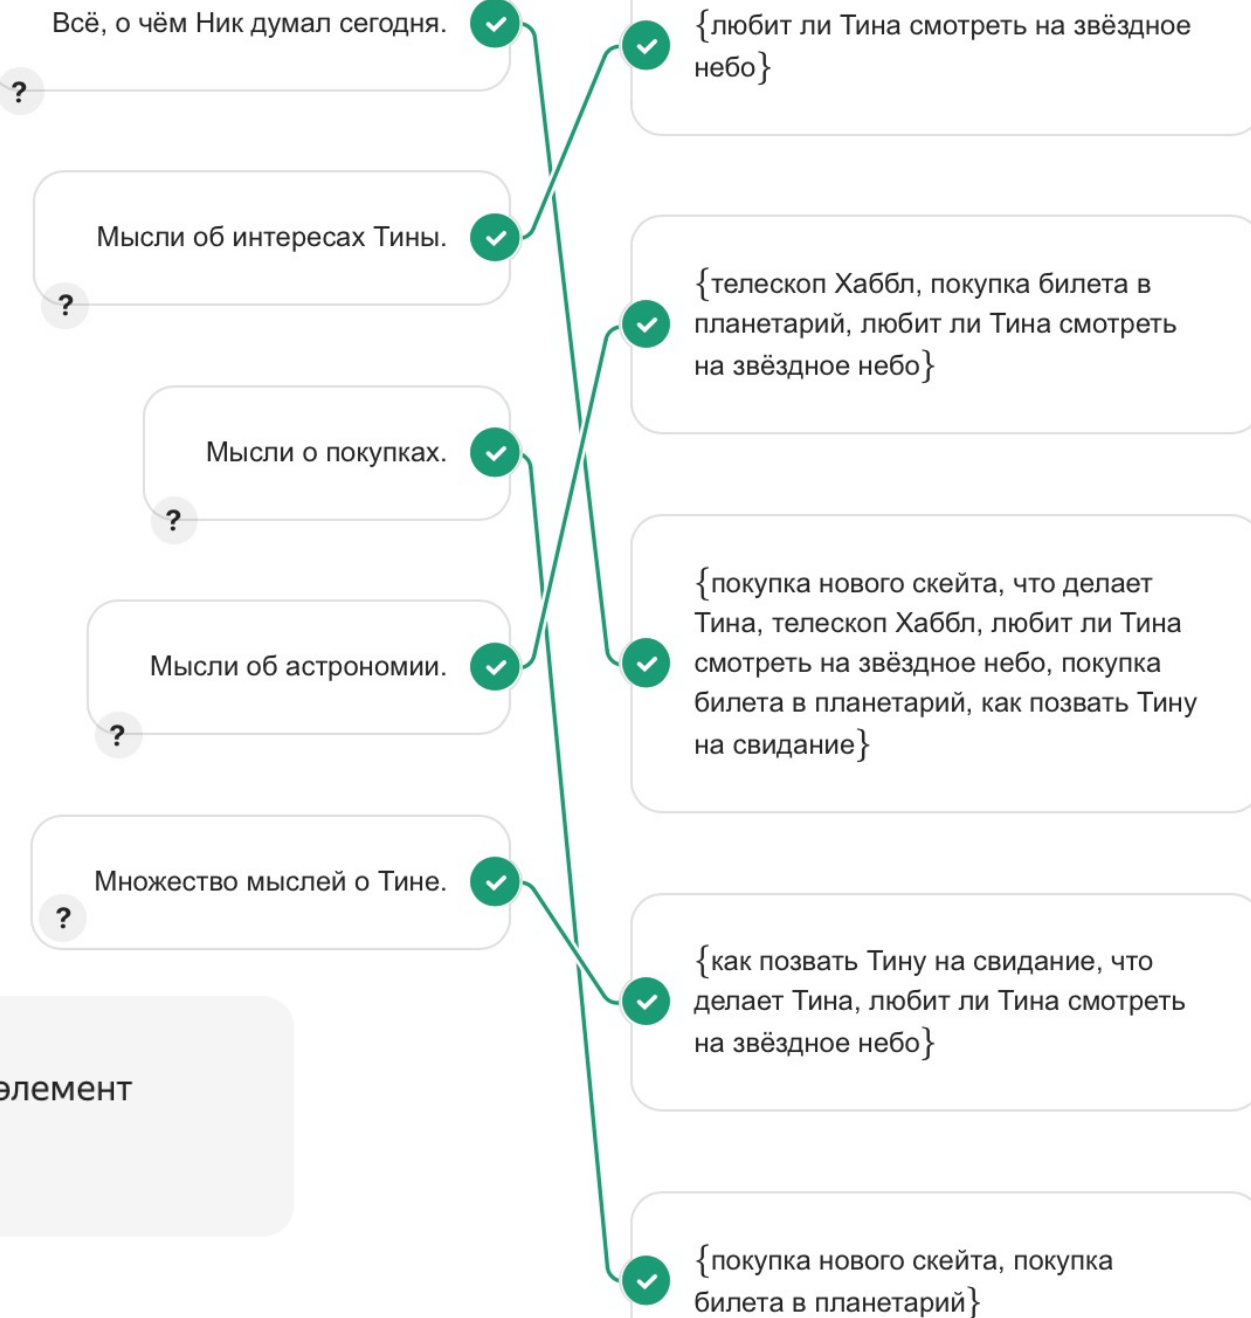 Всё, о чём Ник думал сегодня.
?
Мысли об интересах Тины.
?
Мысли о покупках.
?
Мысли об астрономии.
?
Множество мыслей о Тине.
?
элемент
{любит ли Тина смотреть на звёздное
небо}
{телескоп Хаббл, покупка билета в
планетарий, любит ли Тина смотреть
на звёздное небо}
{покупка нового скейта, что делает
Тина, телескоп Хаббл, любит ли Тина
смотреть на звёздное небо, покупка
билета в планетарий, как позвать Тину
на свидание}
{как позвать Тину на свидание, что
делает Тина, любит ли Тина смотреть
на звёздное небо}
{покупка нового скейта, покупка
билета в планетарий}